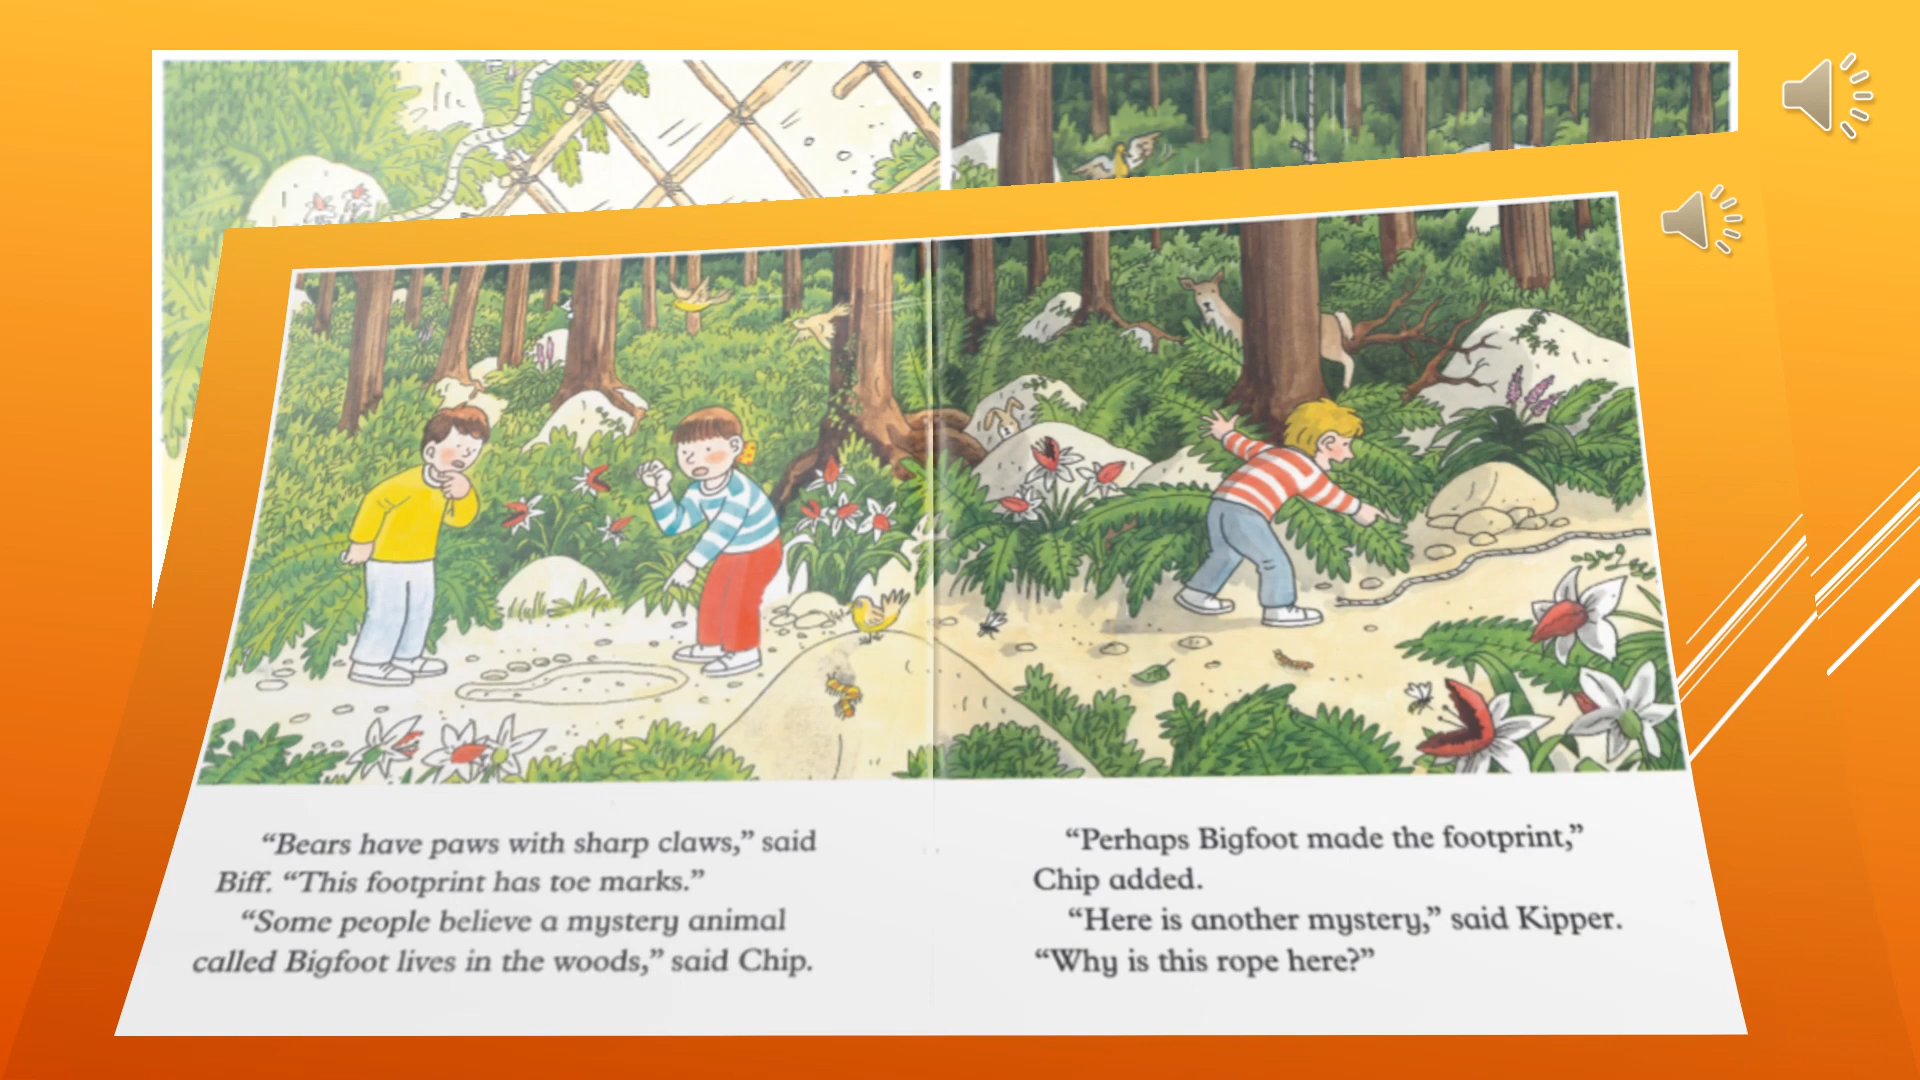 “Bears have paws with sharp claws,” said
Biff. “This footprint has toe marks.”
“Some people believe a mystery animal
called Bigfoot lives in the woods,” said Chip.
“Perhaps Bigfoot made the footprint,”
Chip added.
“Here is another mystery,” said Kipper.
“Why is this rope here?”